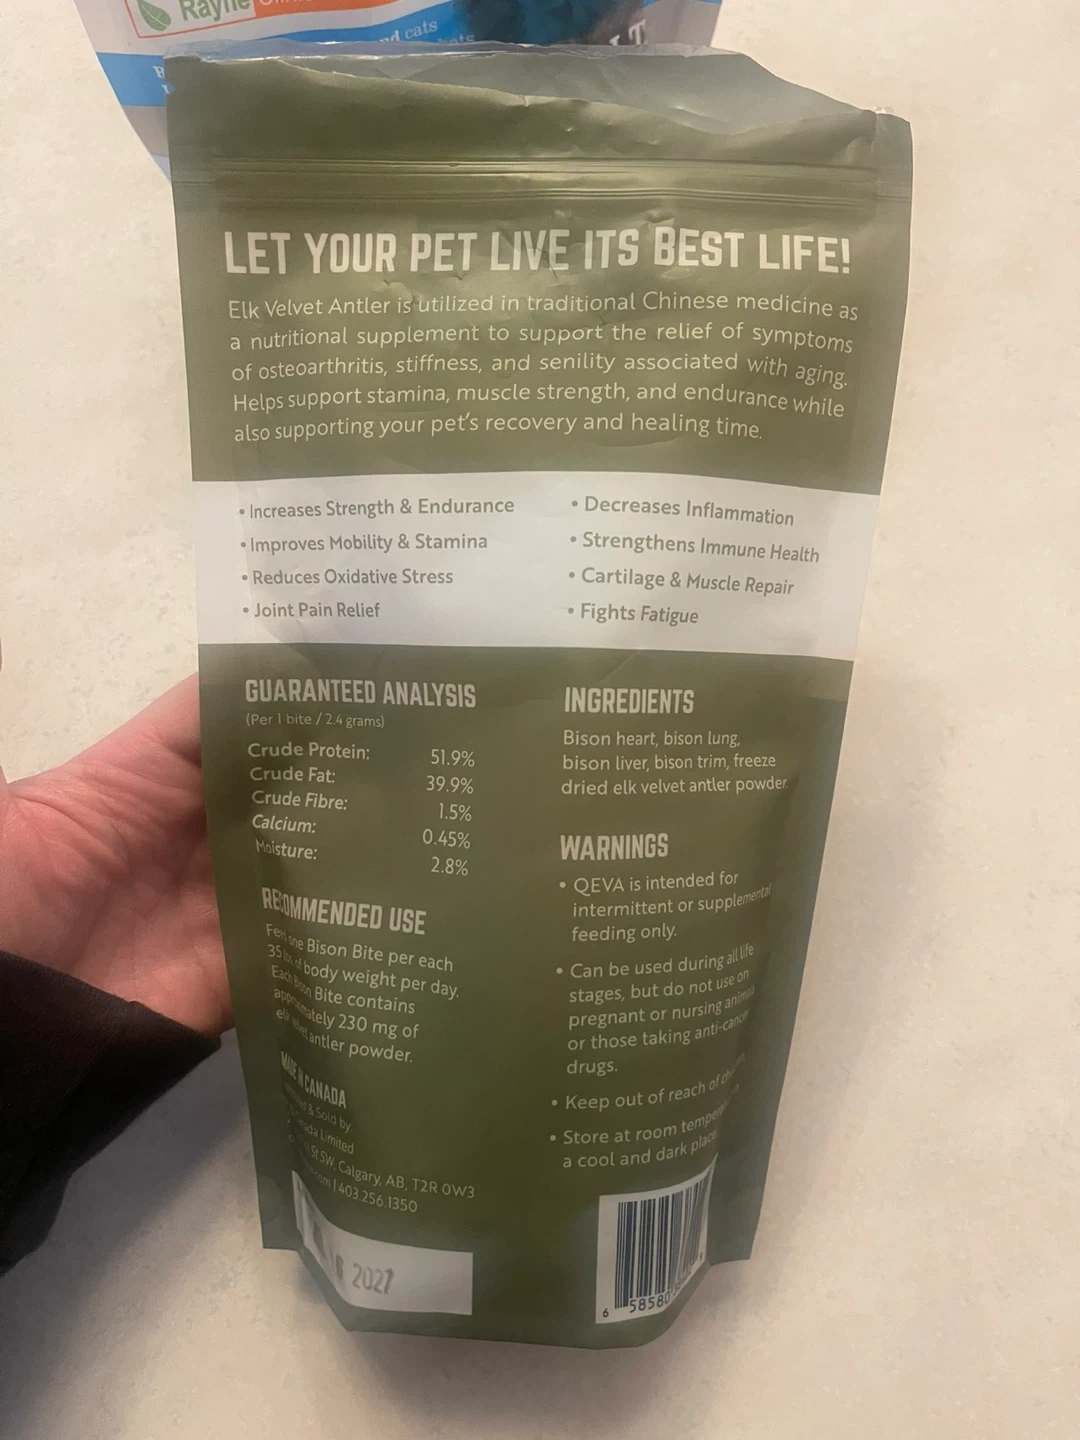 Rayne
nd cats
LET YOUR PET LIVE ITS BEST LIFE!
Elk Velvet Antler is utilized in traditional Chinese medicine as
a nutritional supplement to support the relief of symptoms
of osteoarthritis, stiffness, and senility associated with aging.
Helps support stamina, muscle strength, and endurance while
also supporting your pet's recovery and healing time.
• Increases Strength & Endurance
• Improves Mobility & Stamina
• Reduces Oxidative Stress
• Joint Pain Relief
• Decreases Inflammation
• Strengthens Immune Health
• Cartilage & Muscle Repair
• Fights Fatigue
GUARANTEED ANALYSIS
(Per 1 bite / 2.4 grams)
Crude Protein: 51.9%
Crude Fat: 39.9%
Crude Fibre: 1.5%
Calcium: 0.45%
Moisture: 2.8%
RECOMMENDED USE
Feed one Bison Bite per each
35 lbs of body weight per day.
Each Bison Bite contains
approximately 230 mg of
elk velvet antler powder.
MADE IN CANADA
& Sold by
Limited
St SW, Calgary, AB, T2R 0W3
| 403.256.1350
2027
INGREDIENTS
Bison heart, bison lung,
bison liver, bison trim, freeze
dried elk velvet antler powder.
WARNINGS
• QEVA is intended for
intermittent or supplemental
feeding only.
• Can be used during all life
stages, but do not use on
pregnant or nursing animals
or those taking anti-cancer
drugs.
• Keep out of reach of
• Store at room
a cool and dark place
6 58580